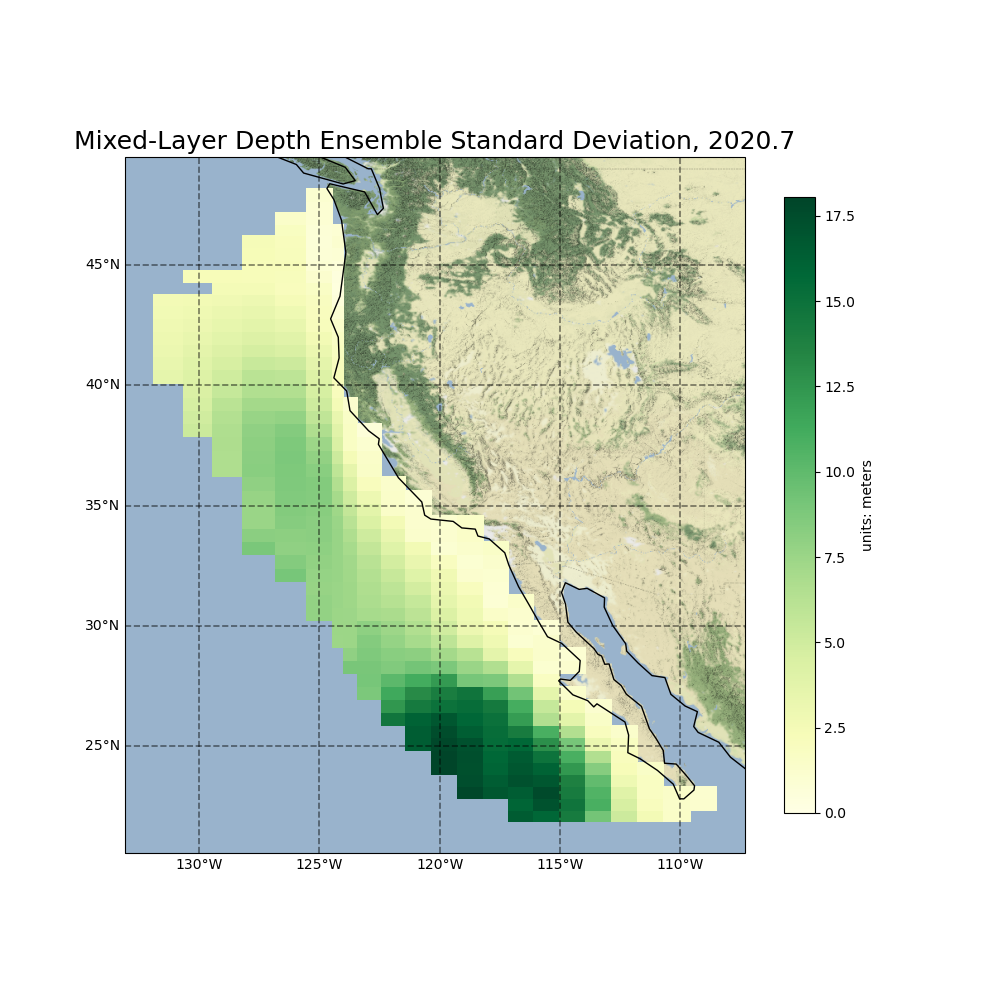 Mixed-Layer Depth Ensemble Standard Deviation, 2020.7
45°N
40°N
35°N
30°N
25°N
130°W 125°W 120°W 115°W 110°W
17.5
15.0
12.5
10.0
7.5
5.0
2.5
0.0
units: meters